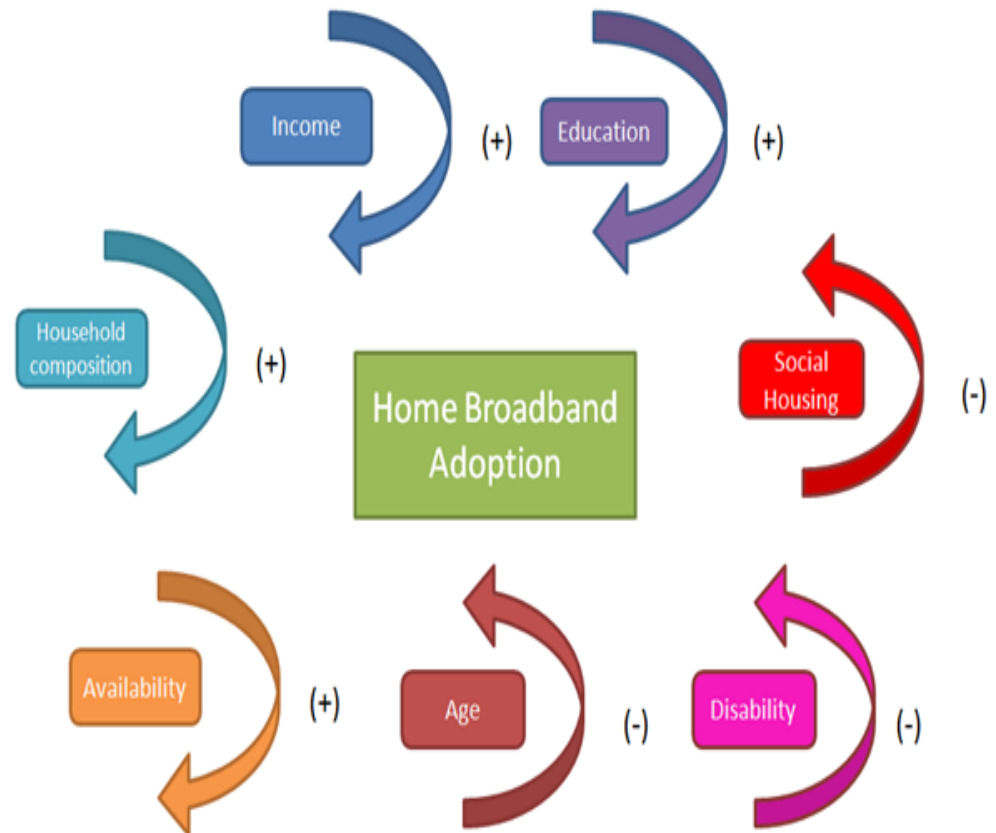 Income
(+)
Education
(+)
Household
composition
(+)
Home Broadband
Adoption
Social
Housing
(-)
Availability
(+)
Age
(-)
Disability
(-)